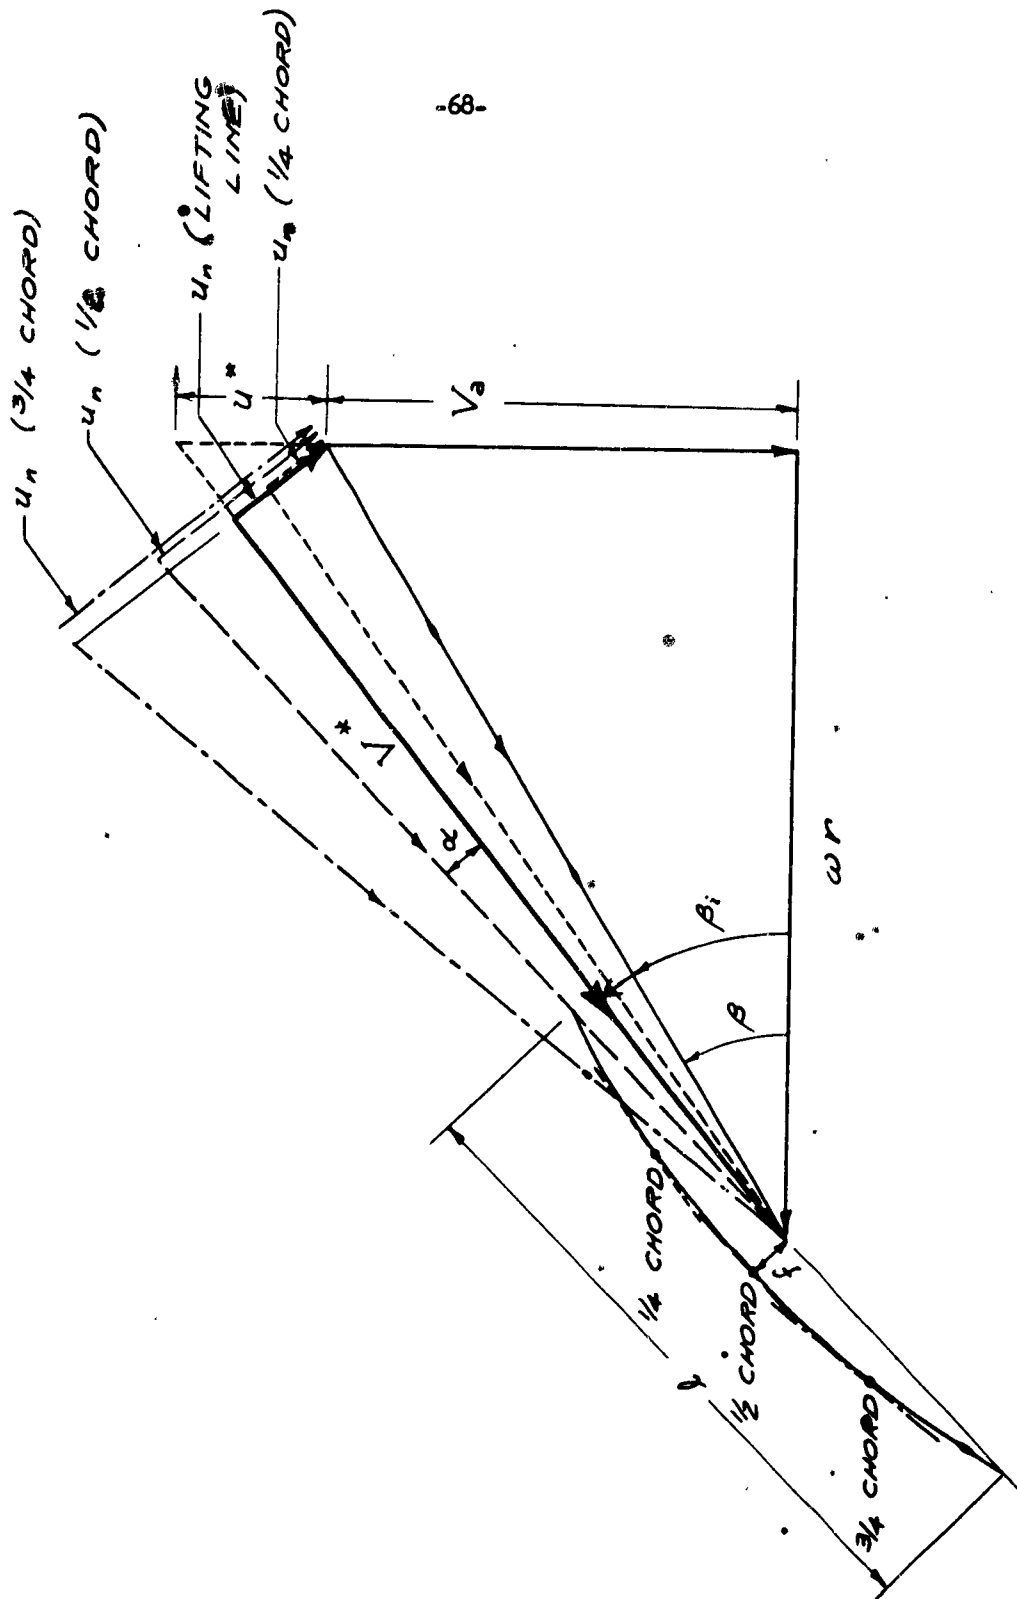 -68-
u_n (3/4 CHORD)
u_n (1/2 CHORD)
u_n (LIFTING
LINE)
u_n (1/4 CHORD)
u*
V_a
V*
α
β_i
β
ωr
1/4 CHORD
1/2 CHORD
3/4 CHORD
l
f